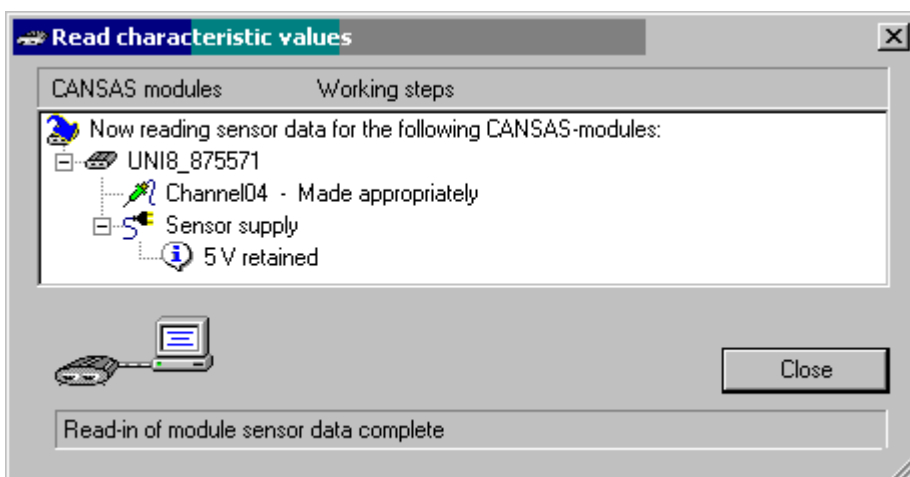 Read characteristic values
CANSAS modules Working steps
Now reading sensor data for the following CANSAS-modules:
UNI8_875571
Channel04 - Made appropriately
Sensor supply
5 V retained
Close
Read-in of module sensor data complete